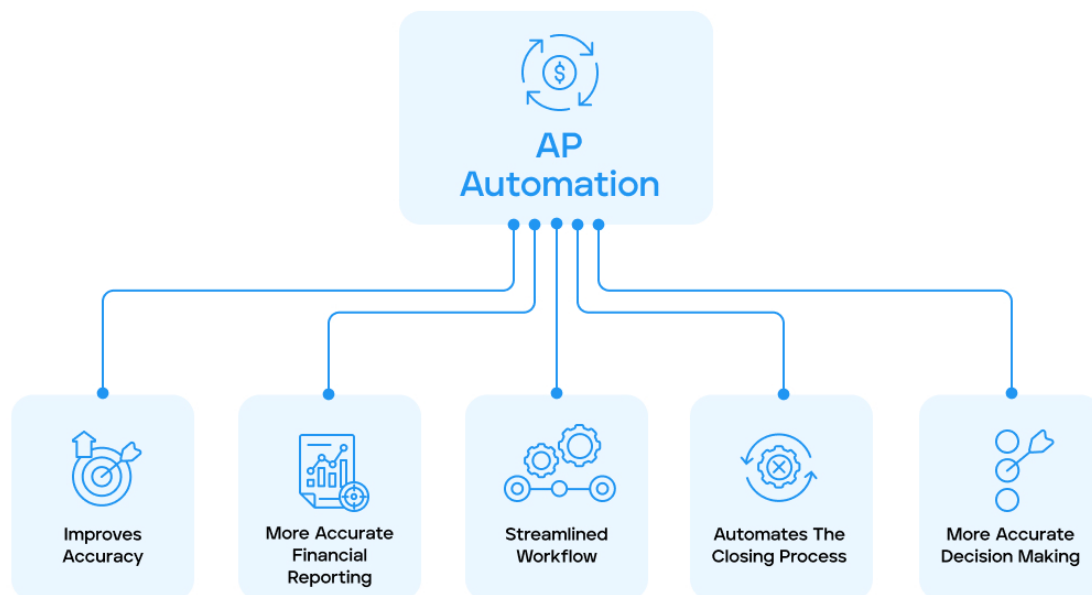 AP
Automation
Improves
Accuracy
More Accurate
Financial
Reporting
Streamlined
Workflow
Automates The
Closing Process
More Accurate
Decision Making